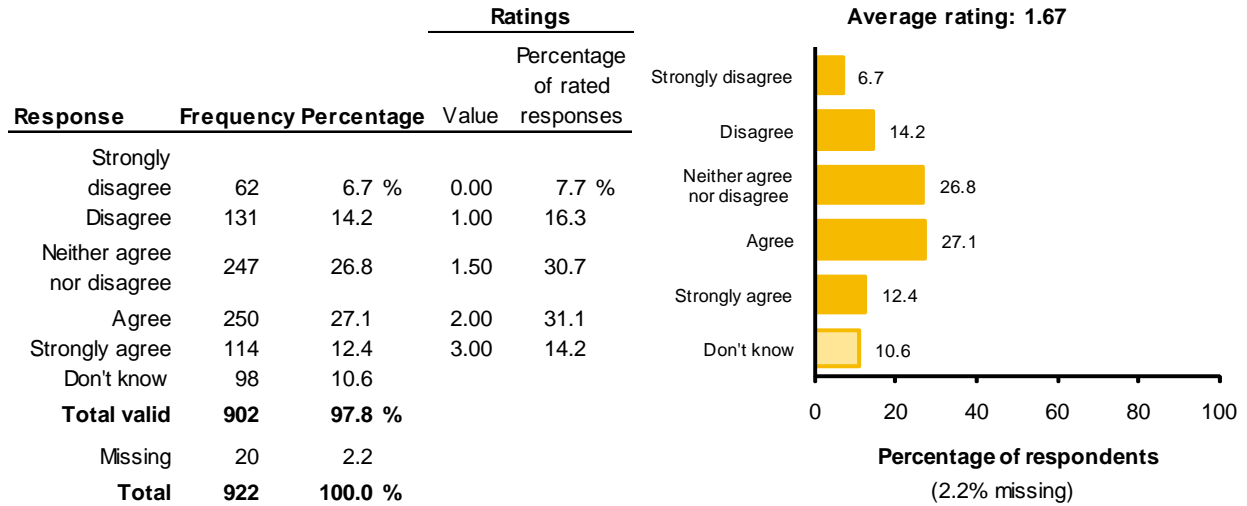 Ratings
Percentage
of rated
Response Frequency Percentage Value responses
Strongly
disagree 62 6.7 % 0.00 7.7 %
Disagree 131 14.2 1.00 16.3
Neither agree
nor disagree 247 26.8 1.50 30.7
Agree 250 27.1 2.00 31.1
Strongly agree 114 12.4 3.00 14.2
Don't know 98 10.6
Total valid 902 97.8 %
Missing 20 2.2
Total 922 100.0 %
Average rating: 1.67
Strongly disagree 6.7
Disagree 14.2
Neither agree
nor disagree 26.8
Agree 27.1
Strongly agree 12.4
Don't know 10.6
0 20 40 60 80 100
Percentage of respondents
(2.2% missing)